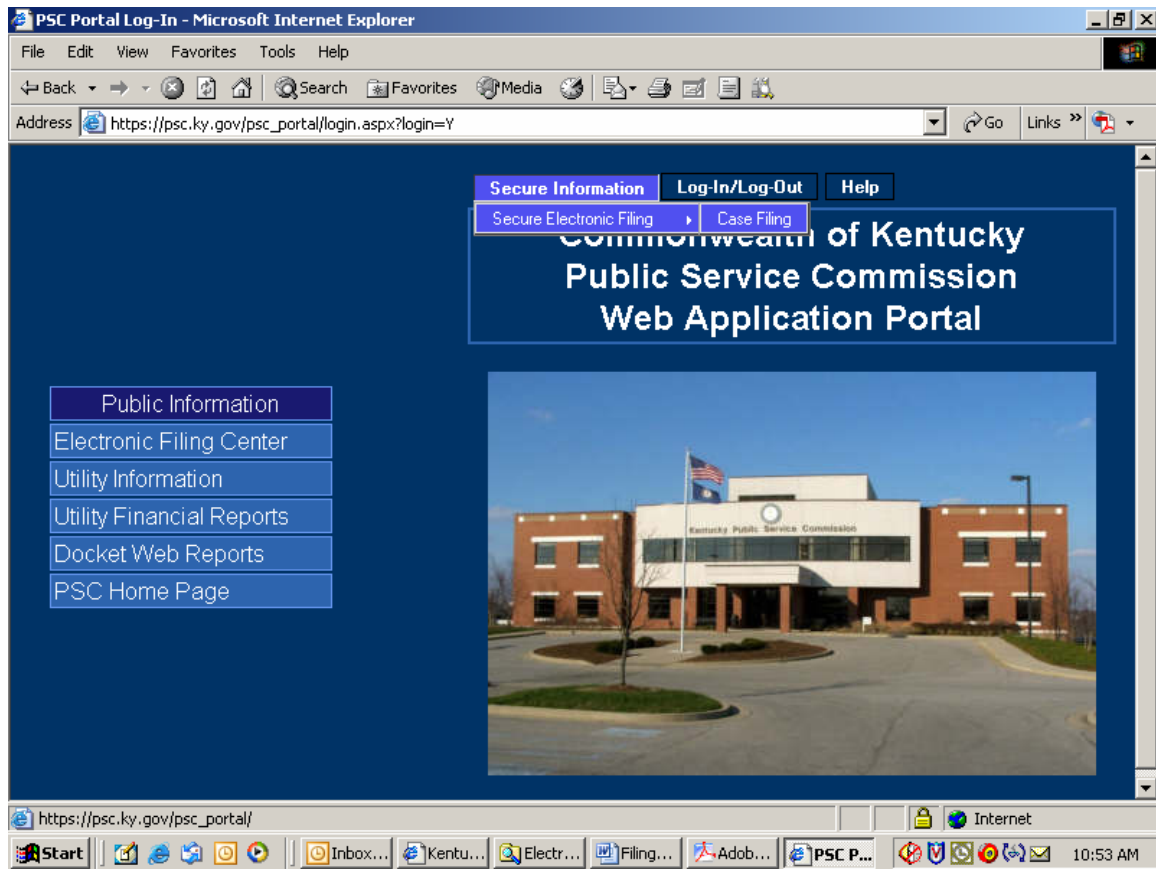 PSC Portal Log-In - Microsoft Internet Explorer
File Edit View Favorites Tools Help
Back Search Favorites Media
Address https://psc.ky.gov/psc_portal/login.aspx?login=Y Go Links »
Secure Information Log-In/Log-Out Help
Secure Electronic Filing Case Filing
Commonwealth of Kentucky
Public Service Commission
Web Application Portal
Public Information
Electronic Filing Center
Utility Information
Utility Financial Reports
Docket Web Reports
PSC Home Page
Kentucky Public Service Commission
https://psc.ky.gov/psc_portal/ Internet
Start Inbox... Kentu... Electr... Filing... Adob... PSC P... 10:53 AM